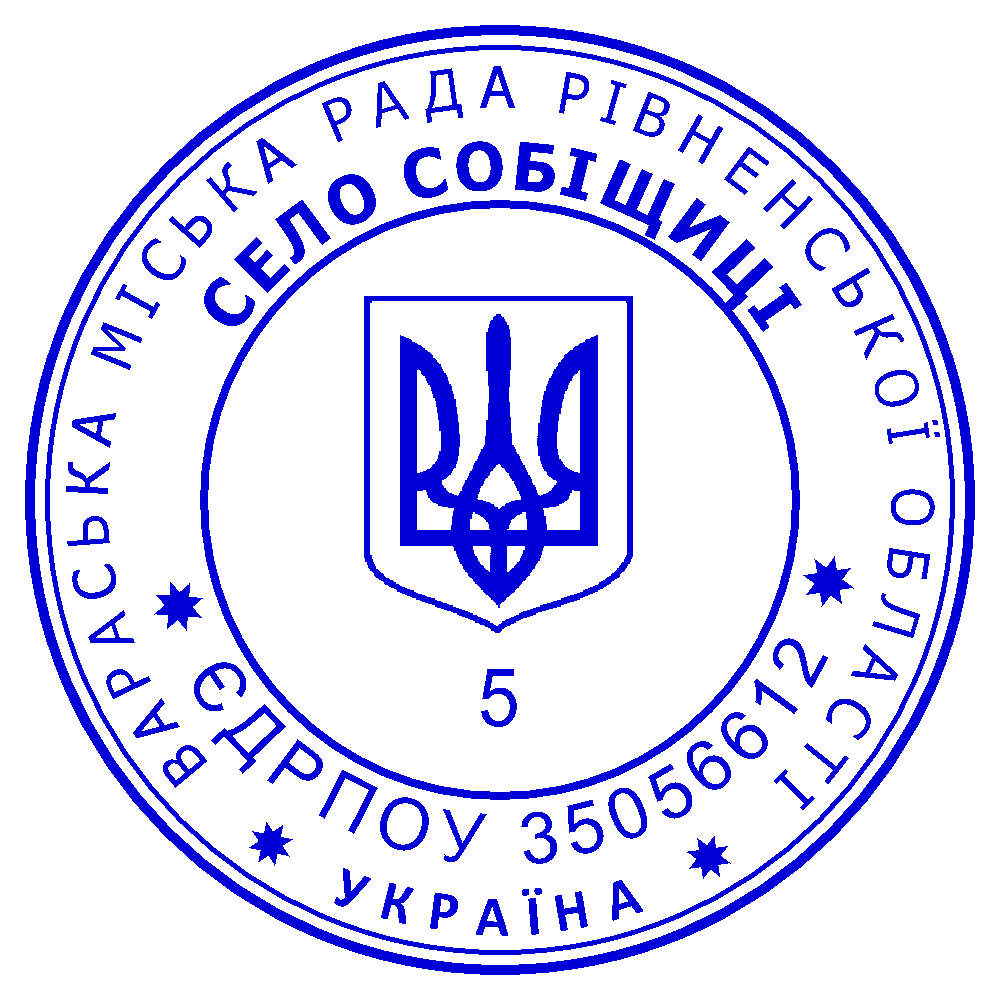 ВАРАСЬКА МІСЬКА РАДА РІВНЕНСЬКОЇ ОБЛАСТІ
СЕЛО СОБІЩИЦІ
5
ЄДРПОУ 35056612
УКРАЇНА